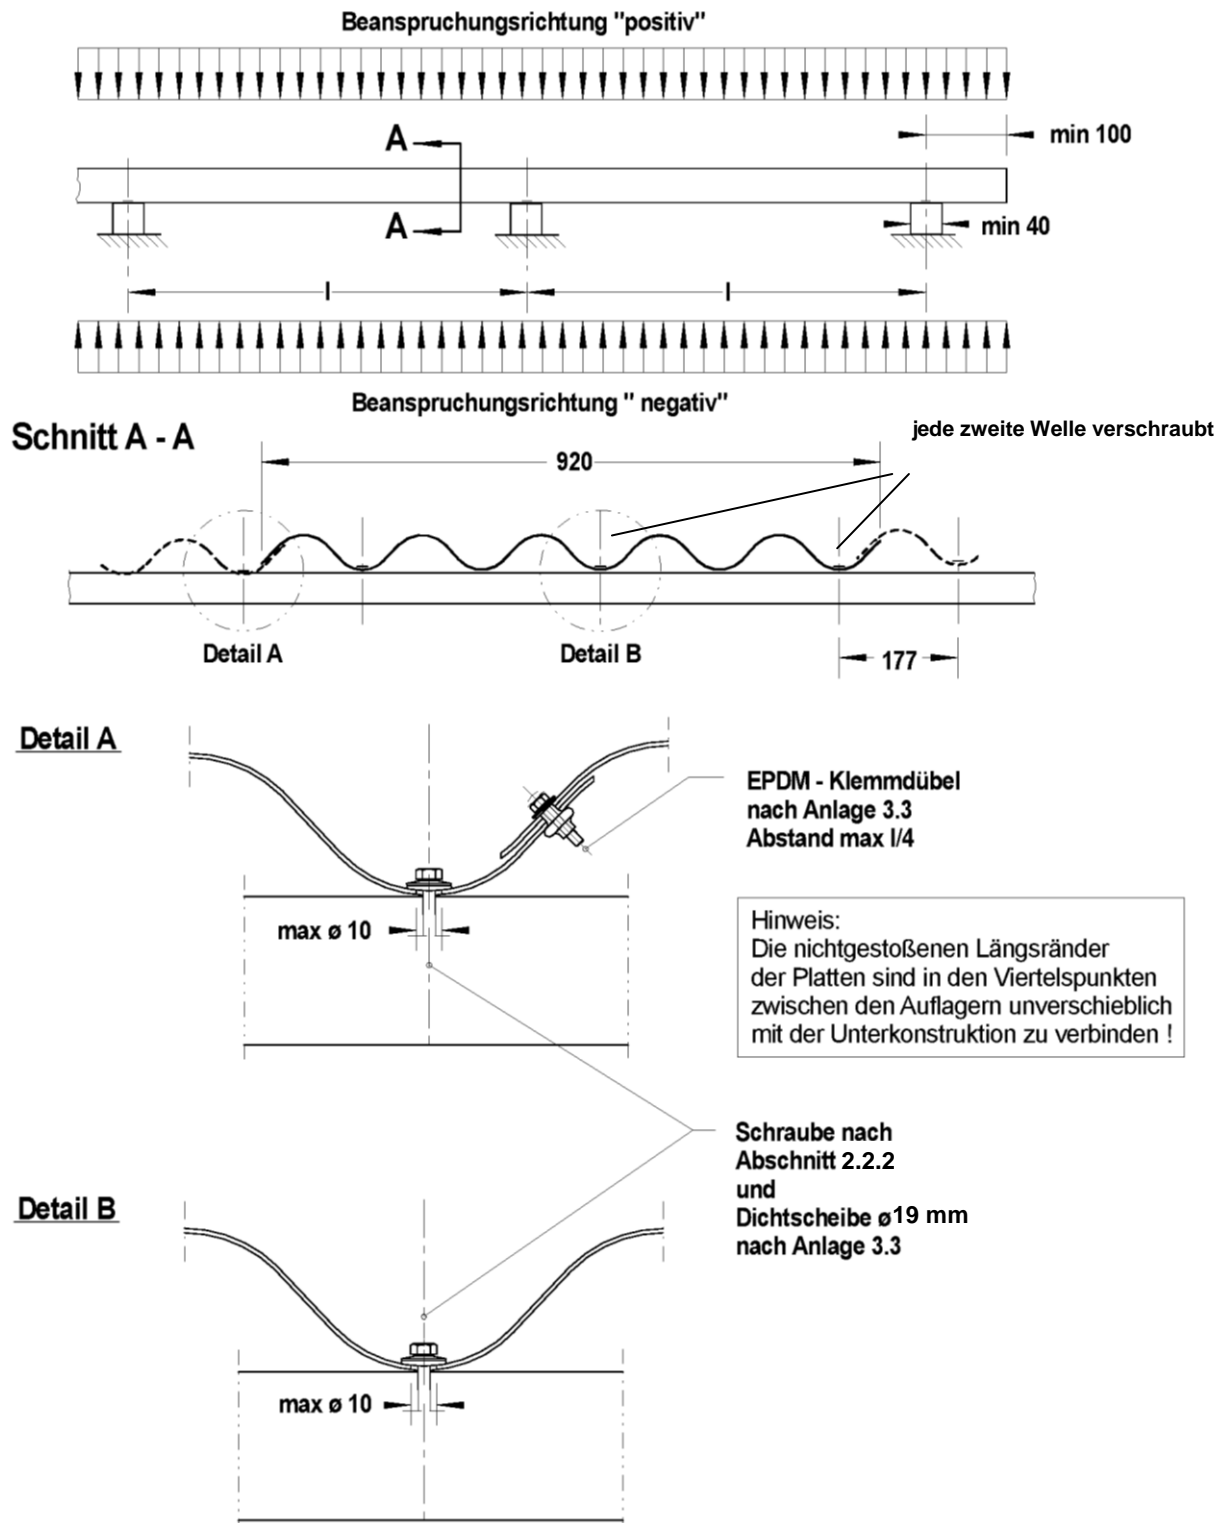 Beanspruchungsrichtung "positiv"
A
min 100
A
min 40
l
l
Beanspruchungsrichtung " negativ"
Schnitt A - A
jede zweite Welle verschraubt
920
Detail A
Detail B
177
Detail A
EPDM - Klemmdübel
nach Anlage 3.3
Abstand max l/4
max ø 10
Hinweis:
Die nichtgestoßenen Längsränder
der Platten sind in den Viertelspunkten
zwischen den Auflagern unverschieblich
mit der Unterkonstruktion zu verbinden !
Schraube nach
Abschnitt 2.2.2
und
Dichtscheibe ø19 mm
nach Anlage 3.3
Detail B
max ø 10